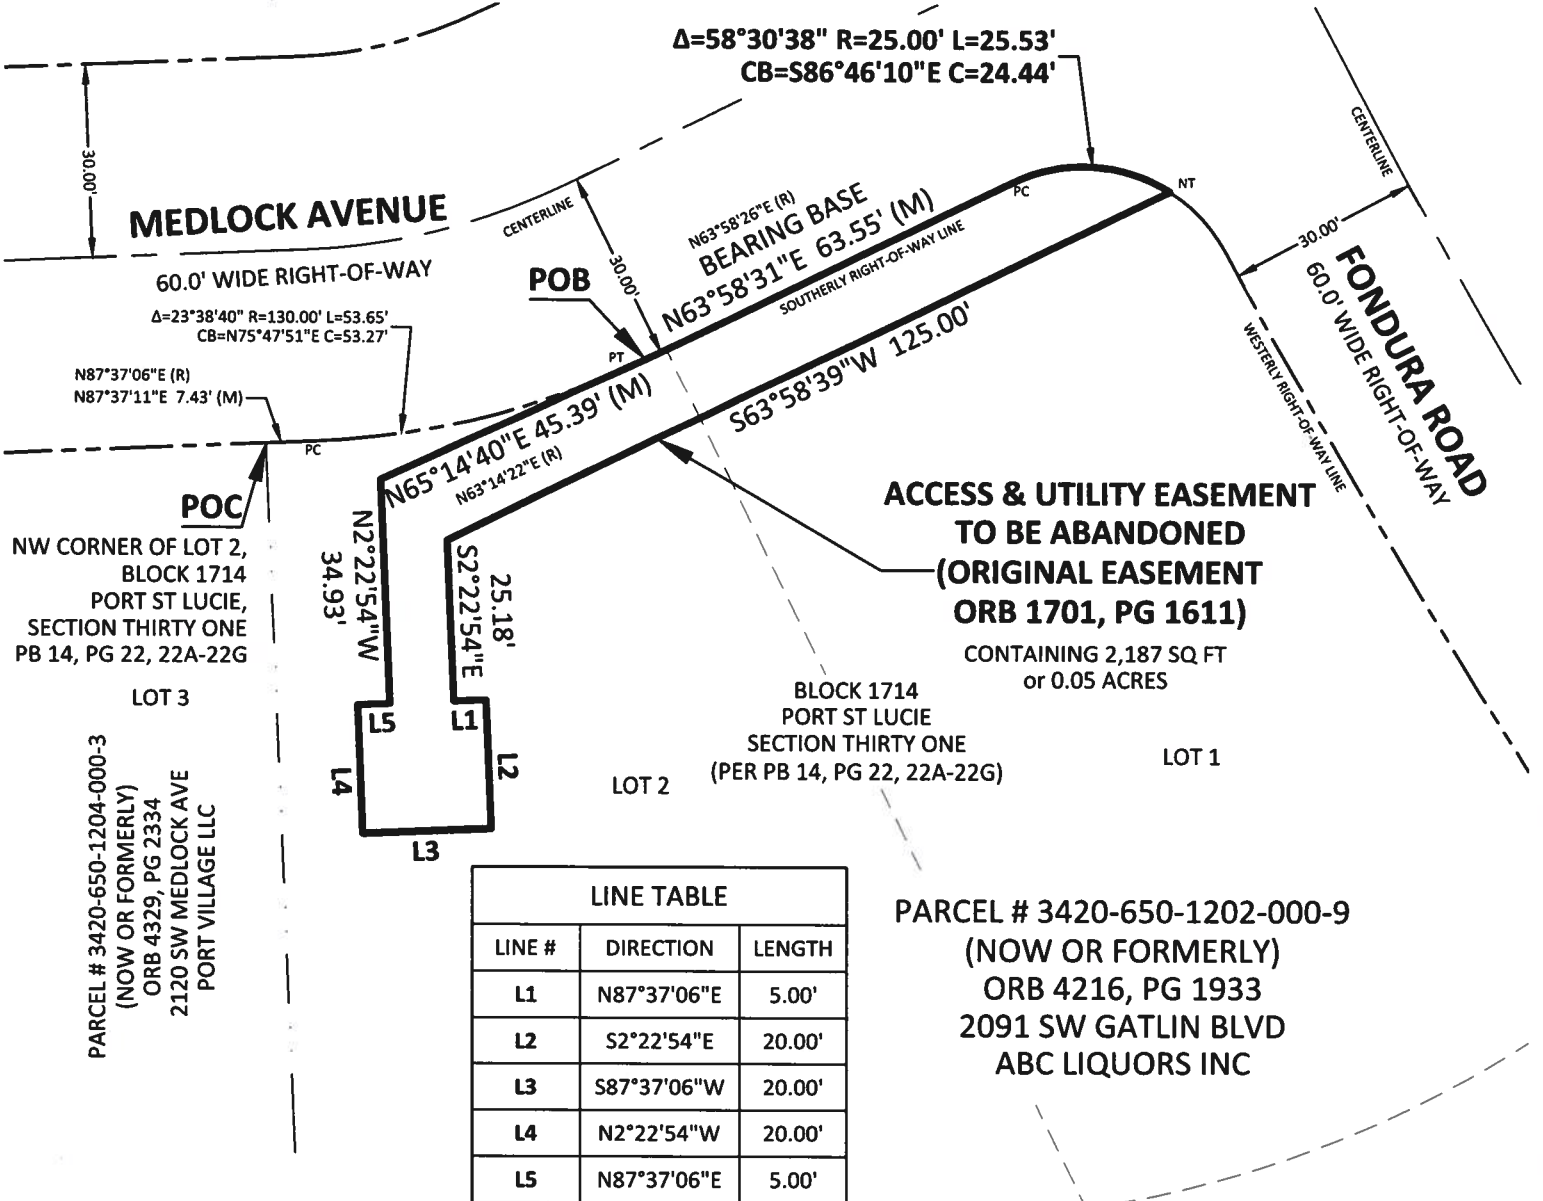 Δ=58°30'38" R=25.00' L=25.53'
CB=S86°46'10"E C=24.44'
CENTERLINE
30.00'
MEDLOCK AVENUE
60.0' WIDE RIGHT-OF-WAY
CENTERLINE
30.00'
N63°58'26"E (R)
BEARING BASE
N63°58'31"E 63.55' (M)
SOUTHERLY RIGHT-OF-WAY LINE
PC
NT
30.00'
FONDURA ROAD
60.0' WIDE RIGHT-OF-WAY
WESTERLY RIGHT-OF-WAY LINE
POB
PT
Δ=23°38'40" R=130.00' L=53.65'
CB=N75°47'51"E C=53.27'
N87°37'06"E (R)
N87°37'11"E 7.43' (M)
PC
S63°58'39"W 125.00'
N65°14'40"E 45.39' (M)
N63°14'22"E (R)
POC
NW CORNER OF LOT 2,
BLOCK 1714
PORT ST LUCIE,
SECTION THIRTY ONE
PB 14, PG 22, 22A-22G
LOT 3
N2°22'54"W
34.93'
25.18'
S2°22'54"E
ACCESS & UTILITY EASEMENT
TO BE ABANDONED
(ORIGINAL EASEMENT
ORB 1701, PG 1611)
CONTAINING 2,187 SQ FT
or 0.05 ACRES
L5
L1
L4
L2
L3
BLOCK 1714
PORT ST LUCIE
SECTION THIRTY ONE
(PER PB 14, PG 22, 22A-22G)
LOT 2
LOT 1
PARCEL # 3420-650-1204-000-3
(NOW OR FORMERLY)
ORB 4329, PG 2334
2120 SW MEDLOCK AVE
PORT VILLAGE LLC
LINE TABLE
LINE # DIRECTION LENGTH
L1 N87°37'06"E 5.00'
L2 S2°22'54"E 20.00'
L3 S87°37'06"W 20.00'
L4 N2°22'54"W 20.00'
L5 N87°37'06"E 5.00'
PARCEL # 3420-650-1202-000-9
(NOW OR FORMERLY)
ORB 4216, PG 1933
2091 SW GATLIN BLVD
ABC LIQUORS INC